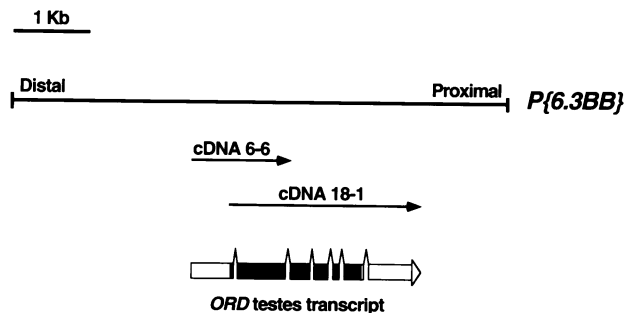 1 Kb
Distal
Proximal
P{6.3BB}
cDNA 6-6
cDNA 18-1
ORD testes transcript